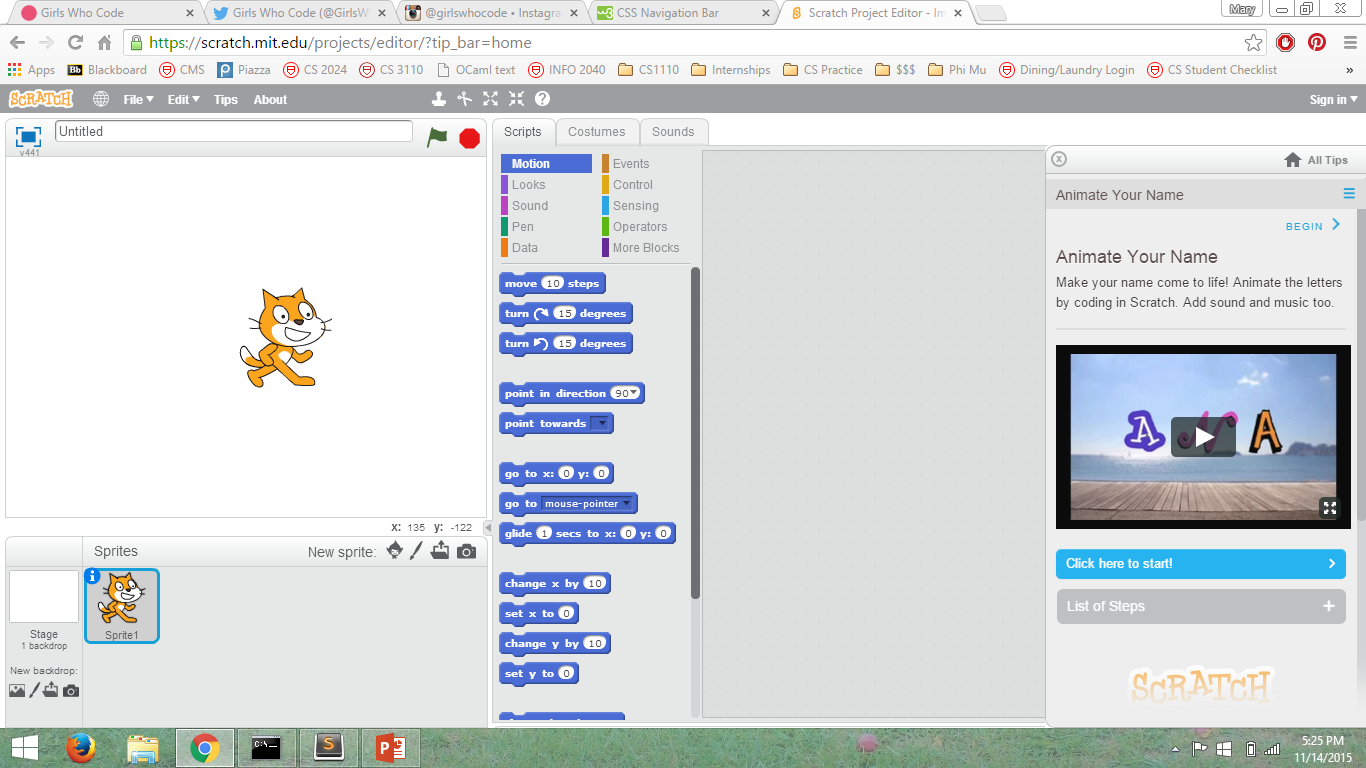 Girls Who Code
Girls Who Code (@GirlsW
@girlswhocode • Instagra
CSS Navigation Bar
Scratch Project Editor - Im
Mary
https://scratch.mit.edu/projects/editor/?tip_bar=home
Apps
Bb Blackboard
CMS
P Piazza
CS 2024
CS 3110
OCaml text
INFO 2040
CS1110
Internships
CS Practice
$$$
Phi Mu
Dining/Laundry Login
CS Student Checklist
»
SCRATCH
File
Edit
Tips
About
Sign in
Untitled
v441
Scripts
Costumes
Sounds
Motion
Events
Looks
Control
Sound
Sensing
Pen
Operators
Data
More Blocks
move 10 steps
turn 15 degrees
turn 15 degrees
point in direction 90
point towards
go to x: 0 y: 0
go to mouse-pointer
glide 1 secs to x: 0 y: 0
change x by 10
set x to 0
change y by 10
set y to 0
x: 135 y: -122
Sprites
New sprite:
Sprite1
Stage
1 backdrop
New backdrop:
All Tips
Animate Your Name
BEGIN
Animate Your Name
Make your name come to life! Animate the letters
by coding in Scratch. Add sound and music too.
A N A
Click here to start!
List of Steps
SCRATCH
5:25 PM
11/14/2015